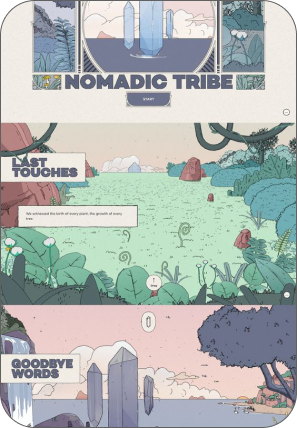 NOMADIC TRIBE
START
LAST
TOUCHES
We witnessed the birth of every plant, the growth of every
tree.
GOODBYE
WORDS